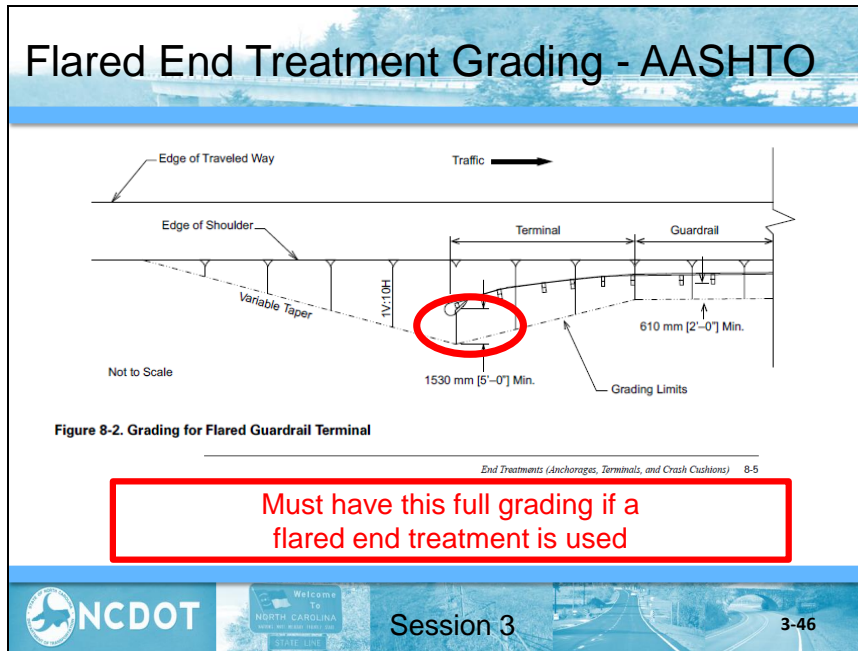 Flared End Treatment Grading - AASHTO
Edge of Traveled Way
Traffic
Edge of Shoulder
Terminal
Guardrail
Variable Taper
1V:10H
610 mm [2'–0"] Min.
Not to Scale
1530 mm [5'–0"] Min.
Grading Limits
Figure 8-2. Grading for Flared Guardrail Terminal
End Treatments (Anchorages, Terminals, and Crash Cushions) 8-5
Must have this full grading if a
flared end treatment is used
NCDOT
Welcome
To
NORTH CAROLINA
STATE LINE
Session 3
3-46